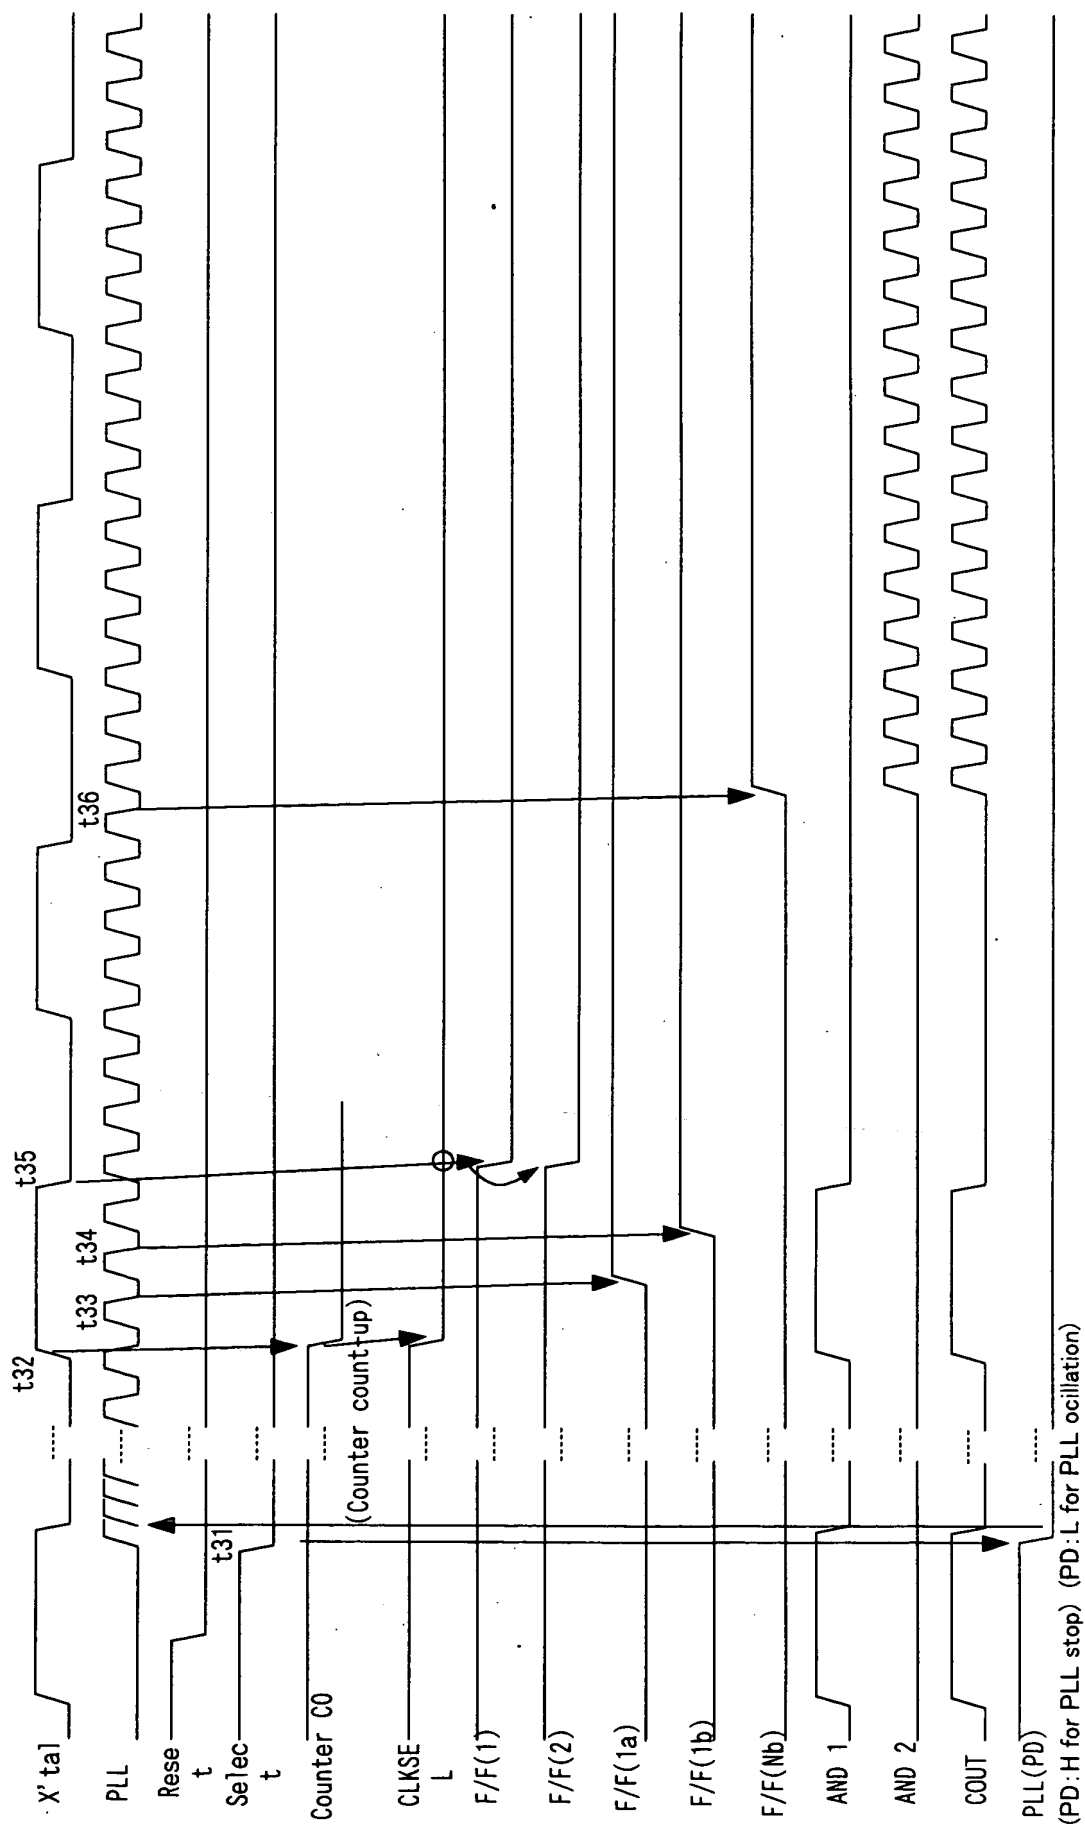 X'tal
PLL
Rese
t
Selec
t
Counter CO
CLKSE
L
F/F(1)
F/F(2)
F/F(1a)
F/F(1b)
F/F(Nb)
AND 1
AND 2
COUT
PLL(PD)
(PD:H for PLL stop) (PD:L for PLL ocillation)
t31
t32
t33
t34
t35
t36
(Counter count-up)